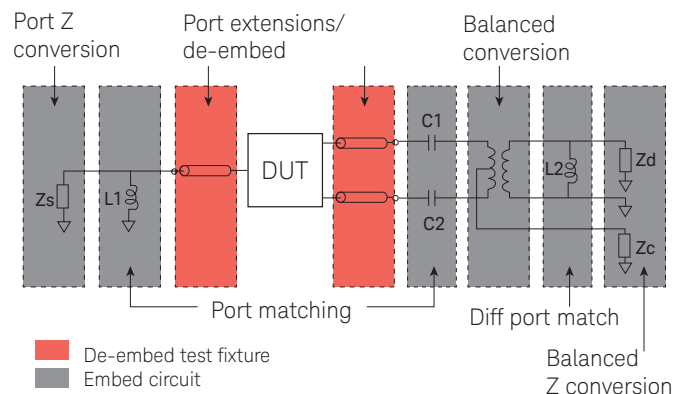 Port Z
conversion
Port extensions/
de-embed
Balanced
conversion
C1
DUT
Zs
L1
L2
Zd
C2
Zc
Port matching
Diff port match
De-embed test fixture
Embed circuit
Balanced
Z conversion